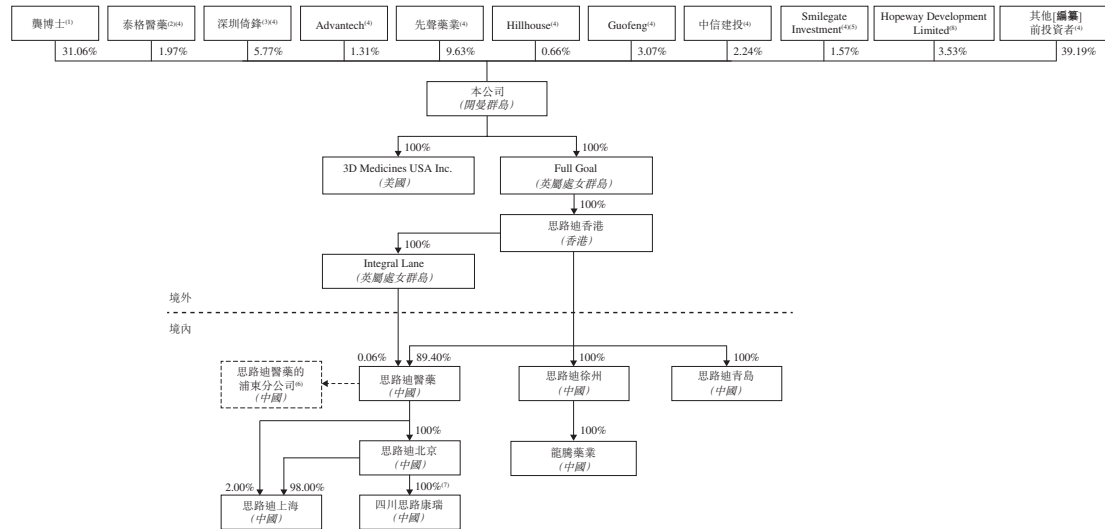 龔博士(1)
泰格醫藥(2)(4)
深圳倚鋒(3)(4)
Advantech(4)
先聲藥業(4)
Hillhouse(4)
Guofeng(4)
中信建投(4)
Smilegate
Investment(4)(5)
Hopeway Development
Limited(8)
其他[編纂]
前投資者(4)
31.06%
1.97%
5.77%
1.31%
9.63%
0.66%
3.07%
2.24%
1.57%
3.53%
39.19%
本公司
(開曼群島)
100%
100%
3D Medicines USA Inc.
(美國)
Full Goal
(英屬處女群島)
100%
思路迪香港
(香港)
100%
Integral Lane
(英屬處女群島)
境外
境內
0.06%
89.40%
100%
100%
思路迪醫藥的
浦東分公司(6)
(中國)
思路迪醫藥
(中國)
思路迪徐州
(中國)
思路迪青島
(中國)
100%
100%
思路迪北京
(中國)
龍騰藥業
(中國)
2.00%
98.00%
100%(7)
思路迪上海
(中國)
四川思路康瑞
(中國)